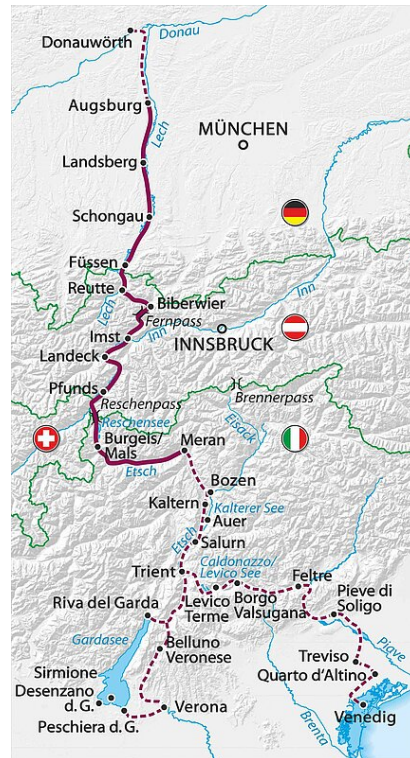 Donauwörth
Donau
Augsburg
Lech
MÜNCHEN
Landsberg
Schongau
Füssen
Reutte
Biberwier
Inn
Lech
Fernpass
Imst
Inn
INNSBRUCK
Landeck
Pfunds
Reschenpass
Brennerpass
Reschensee
Burgeis/
Mals
Meran
Eisack
Etsch
Bozen
Kaltern
Kalterer See
Auer
Etsch
Salurn
Caldonazzo/
Levico See
Trient
Feltre
Riva del Garda
Levico
Terme
Borgo
Valsugana
Pieve di
Soligo
Gardasee
Belluno
Veronese
Piave
Treviso
Sirmione
Quarto d'Altino
Desenzano
d. G.
Peschiera d. G.
Verona
Brenta
Venedig